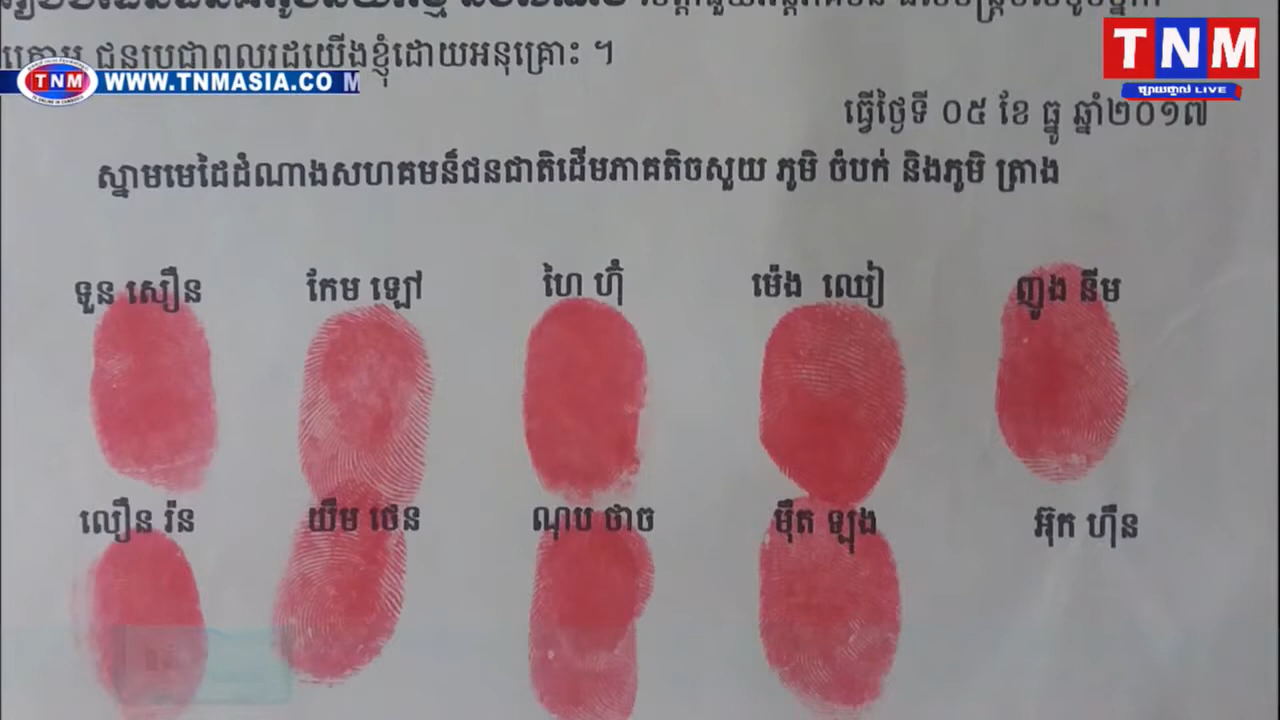 ក្រោម ជនប្រជាពលរដយើងខ្ញុំដោយអនុគ្រោះ ។
TNM
WWW.TNMASIA.CO M
TNM
ផ្សាយផ្ទាល់ LIVE
ធ្វើថ្ងៃទី ០៥ ខែ ធ្នូ ឆ្នាំ២០១៧
ស្នាមមេដៃដំណាងសហគមន៏ជនជាតិដើមភាគតិចសួយ ភូមិ ចំបក់ និងភូមិ ត្រាង
ទួន សឿន កែម ឡៅ ហៃ ហ៊ុំ ម៉េង ឈៀ ញូង នីម
លឿន រ៉ន យឹម ថេន ណុប ថាច ម៉ឹត ឡុង អ៊ុក ហ៊ឺន